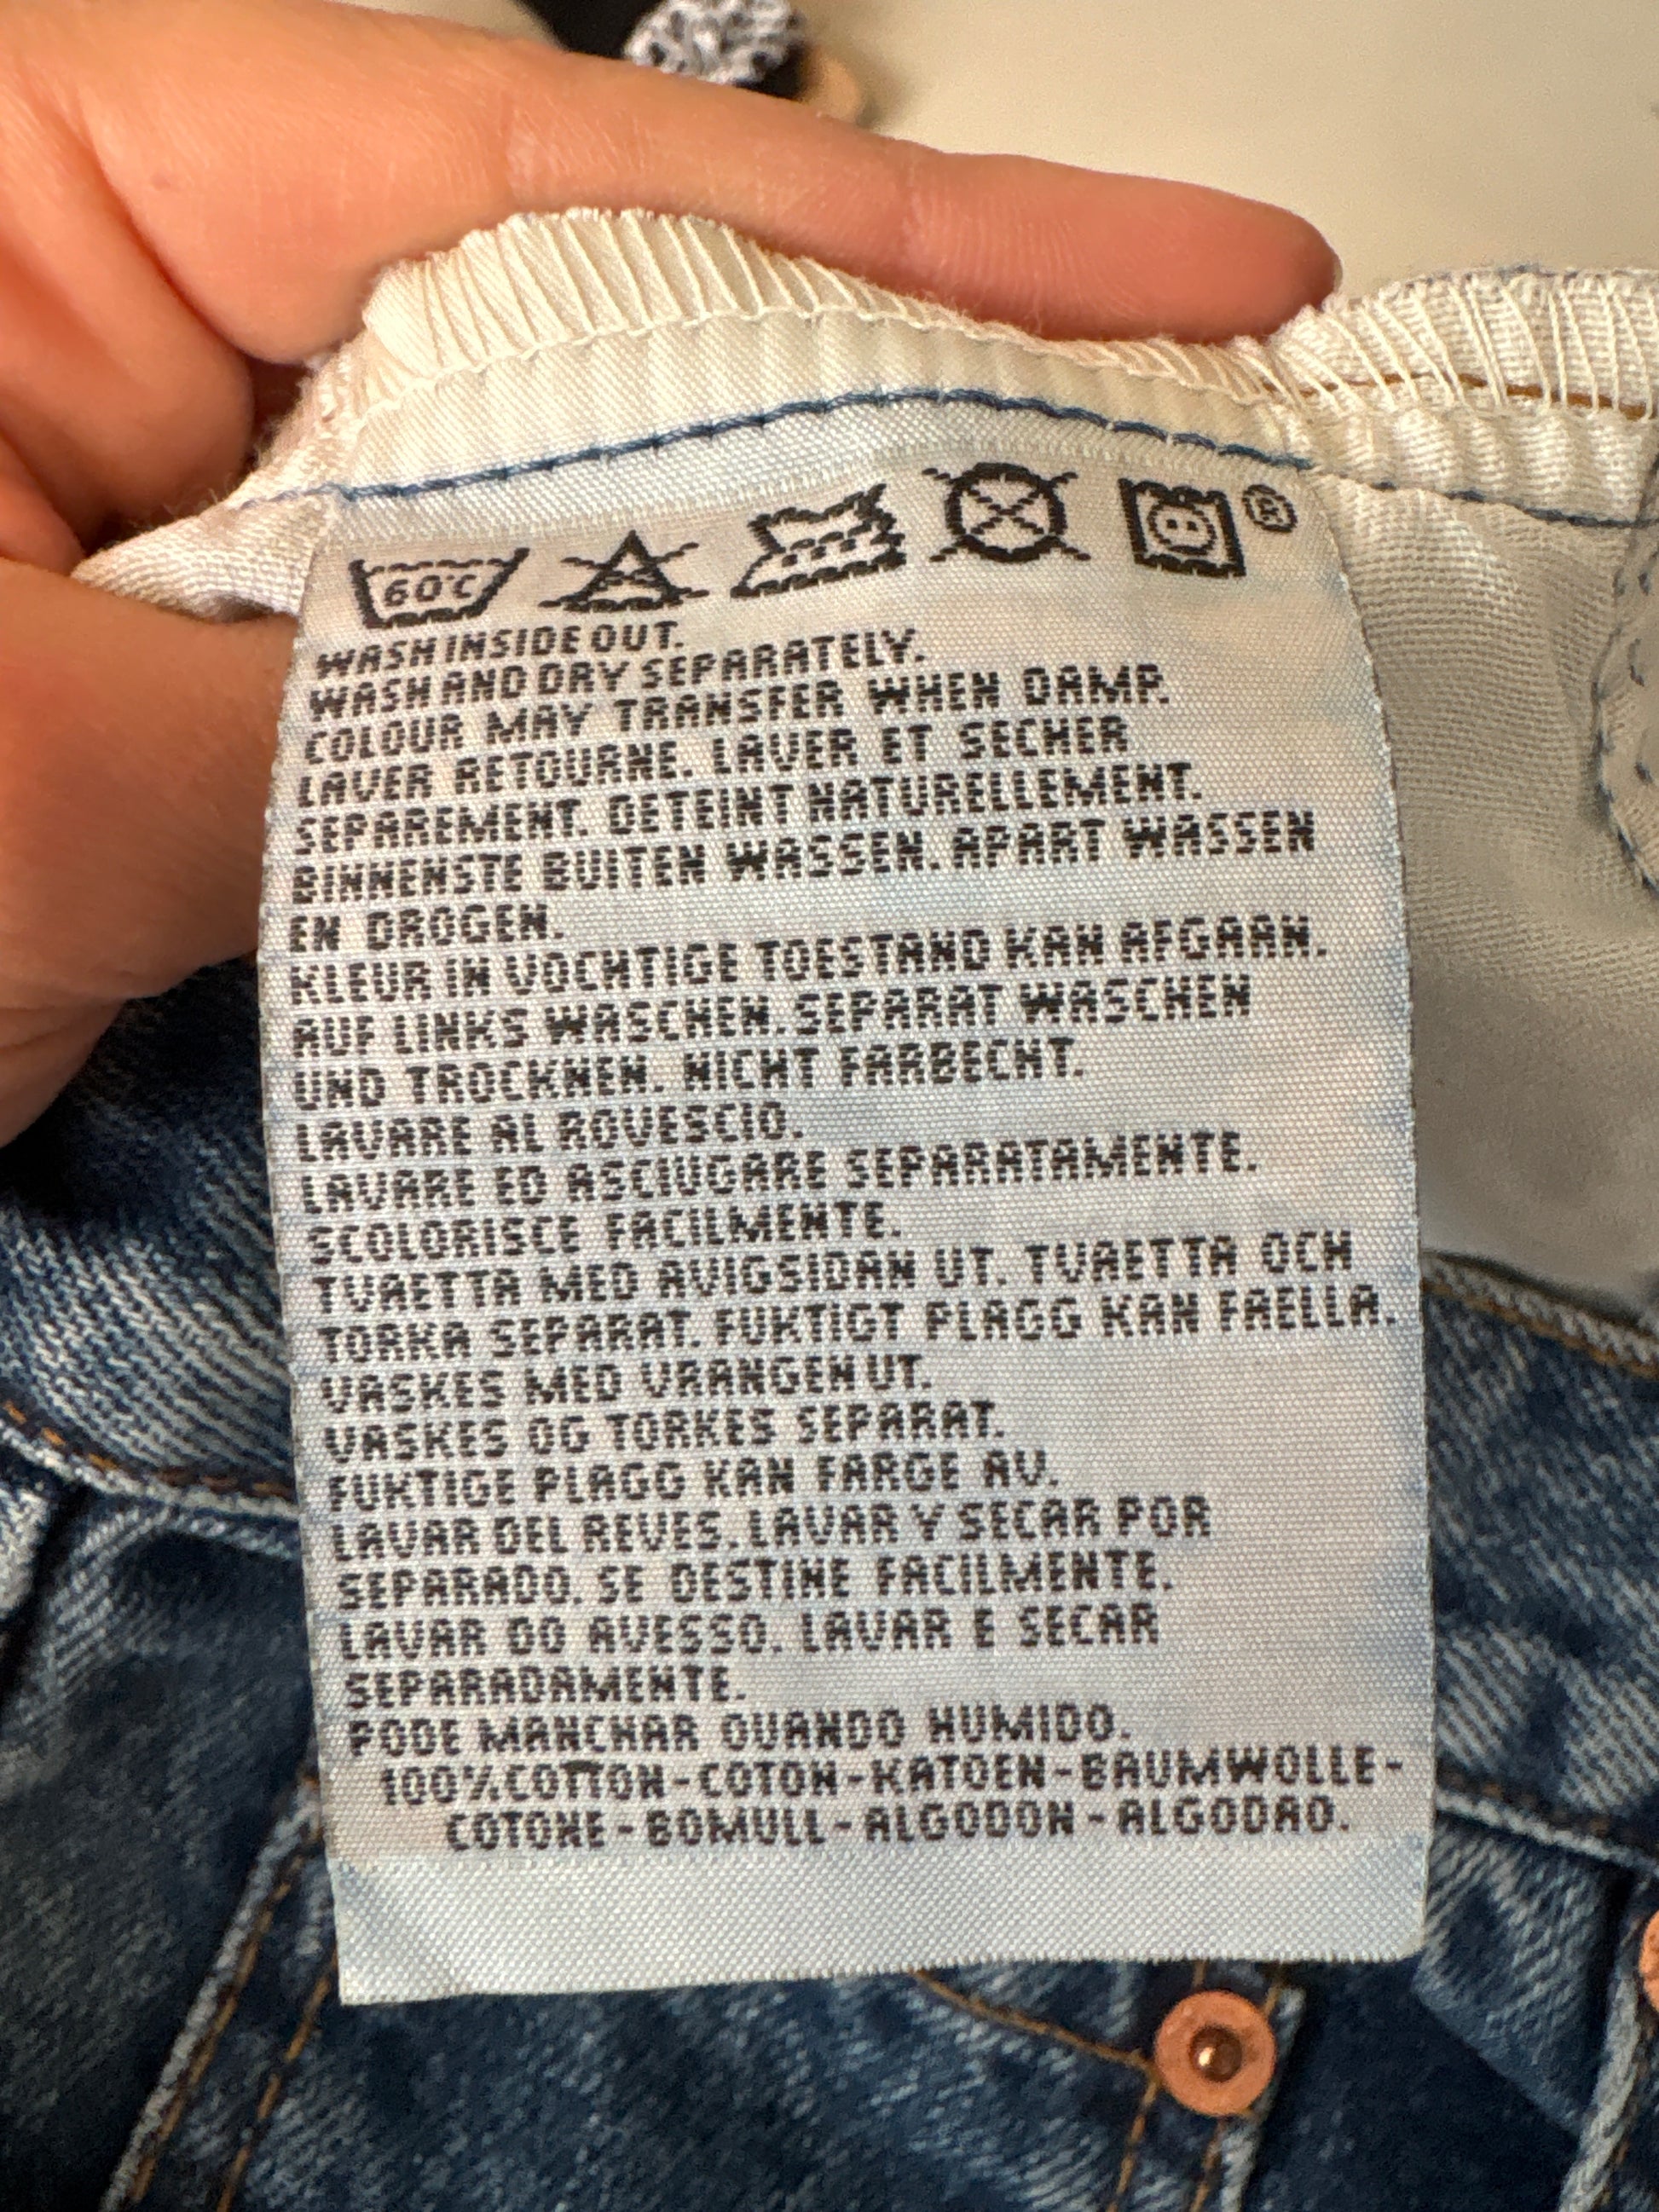 60°C
®
WASH INSIDE OUT.
WASH AND DRY SEPARATELY.
COLOUR MAY TRANSFER WHEN DAMP.
LAVER RETOURNE. LAVER ET SECHER
SEPAREMENT. DETEINT NATURELLEMENT.
BINNENSTE BUITEN WASSEN. APART WASSEN
EN DROGEN.
KLEUR IN VOCHTIGE TOESTAND KAN AFGAAN.
AUF LINKS WASCHEN. SEPARAT WASCHEN
UND TROCKNEN. NICHT FARBECHT.
LAVARE AL ROVESCIO.
LAVARE ED ASCIUGARE SEPARATAMENTE.
SCOLORISCE FACILMENTE.
TVAETTA MED AVIGSIDAN UT. TVAETTA OCH
TORKA SEPARAT. FUKTIGT PLAGG KAN FAELLA.
VASKES MED VRANGEN UT.
VASKES OG TORKES SEPARAT.
FUKTIGE PLAGG KAN FARGE AV.
LAVAR DEL REVES. LAVAR Y SECAR POR
SEPARADO. SE DESTINE FACILMENTE.
LAVAR DO AVESSO. LAVAR E SECAR
SEPARADAMENTE.
PODE MANCHAR QUANDO HUMIDO.
100%COTTON-COTON-KATOEN-BAUMWOLLE-
COTONE-BOMULL-ALGODON-ALGODAO.